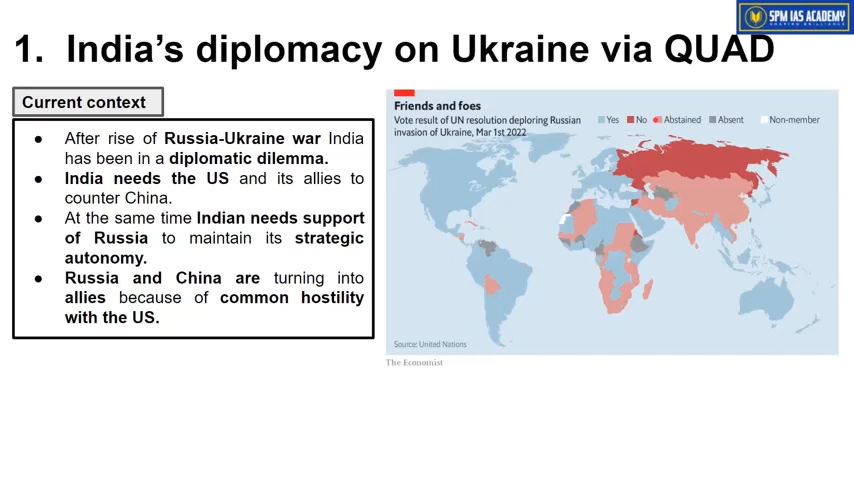 SPM IAS ACADEMY
SHAPING BRILLIANCE
1. India's diplomacy on Ukraine via QUAD
Current context
● After rise of Russia-Ukraine war India
has been in a diplomatic dilemma.
● India needs the US and its allies to
counter China.
● At the same time Indian needs support
of Russia to maintain its strategic
autonomy.
● Russia and China are turning into
allies because of common hostility
with the US.
Friends and foes
Vote result of UN resolution deploring Russian
invasion of Ukraine, Mar 1st 2022
Yes No Abstained Absent Non-member
Source: United Nations
The Economist